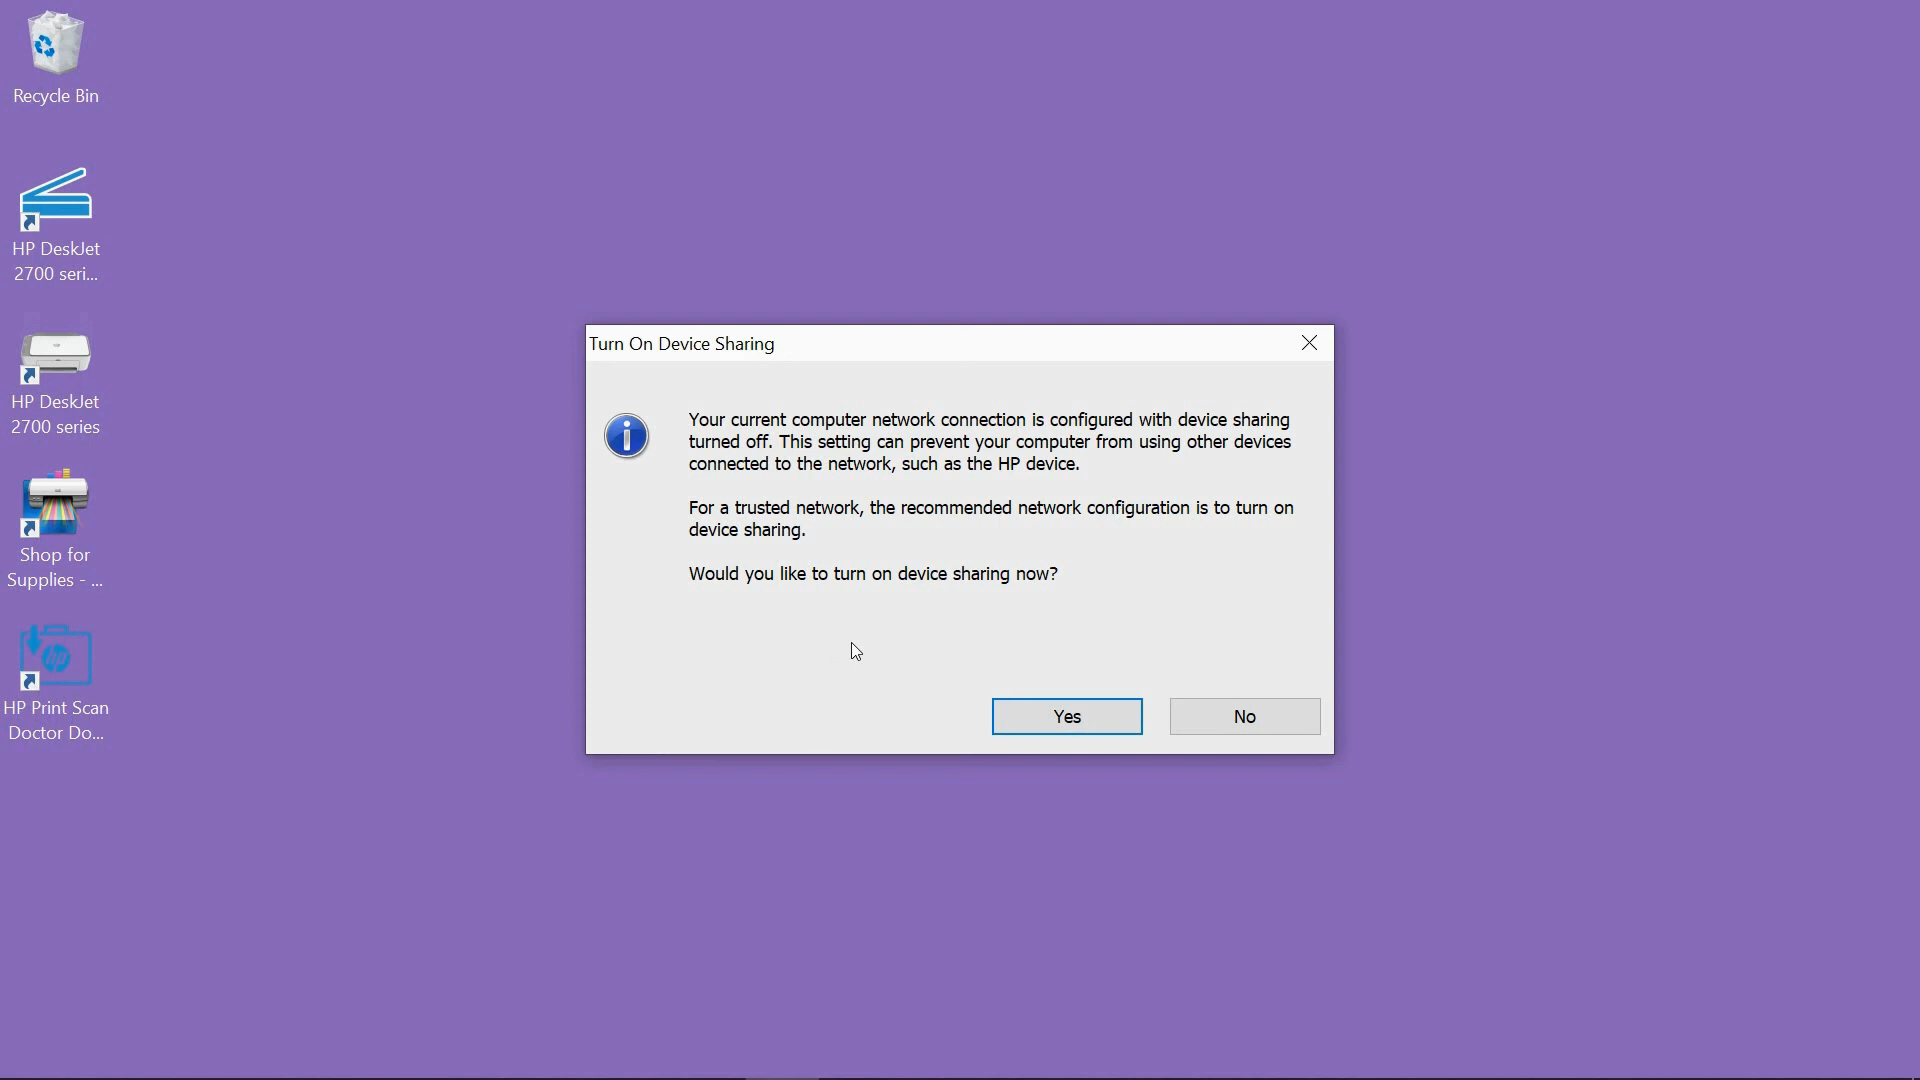 Recycle Bin
HP DeskJet
2700 seri...
HP DeskJet
2700 series
Shop for
Supplies - ...
hp
HP Print Scan
Doctor Do...
Turn On Device Sharing
Your current computer network connection is configured with device sharing
turned off. This setting can prevent your computer from using other devices
connected to the network, such as the HP device.
For a trusted network, the recommended network configuration is to turn on
device sharing.
Would you like to turn on device sharing now?
Yes
No